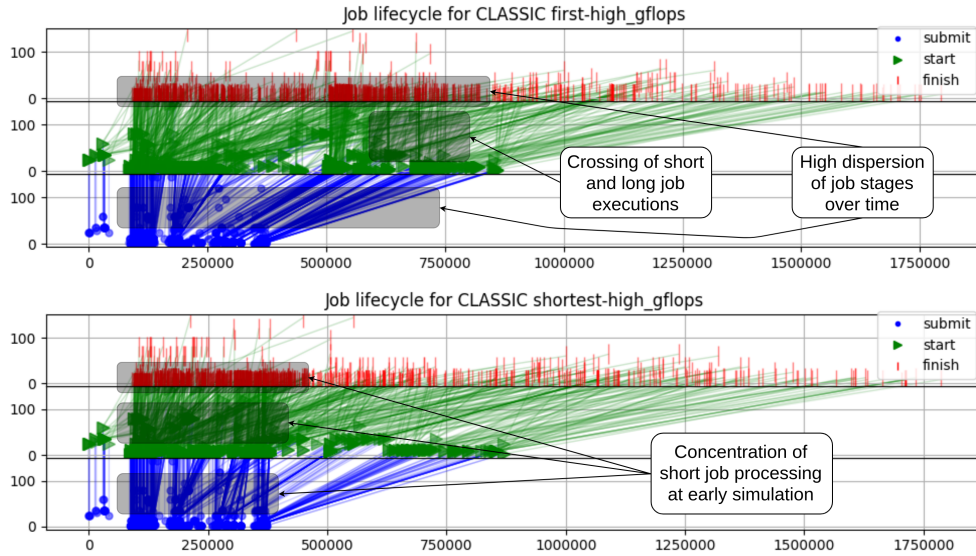 Job lifecycle for CLASSIC first-high_gflops
submit
start
finish
100
0
100
0
100
0
Crossing of short
and long job
executions
High dispersion
of job stages
over time
0 250000 500000 750000 1000000 1250000 1500000 1750000
Job lifecycle for CLASSIC shortest-high_gflops
submit
start
finish
100
0
100
0
100
0
Concentration of
short job processing
at early simulation
0 250000 500000 750000 1000000 1250000 1500000 1750000